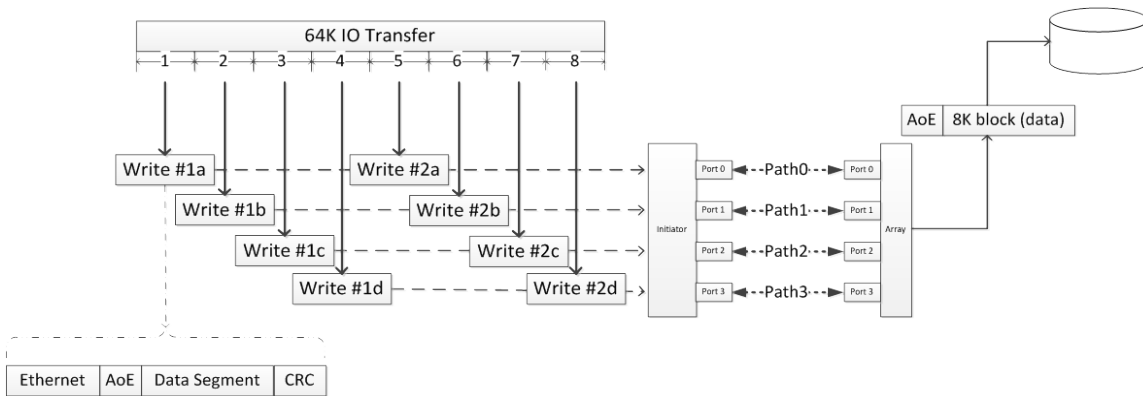 64K IO Transfer
1 2 3 4 5 6 7 8
AoE 8K block (data)
Write #1a Write #2a
Write #1b Write #2b
Write #1c Write #2c
Write #1d Write #2d
Initiator
Port 0 Path0 Port 0
Port 1 Path1 Port 1
Port 2 Path2 Port 2
Port 3 Path3 Port 3
Array
Ethernet AoE Data Segment CRC